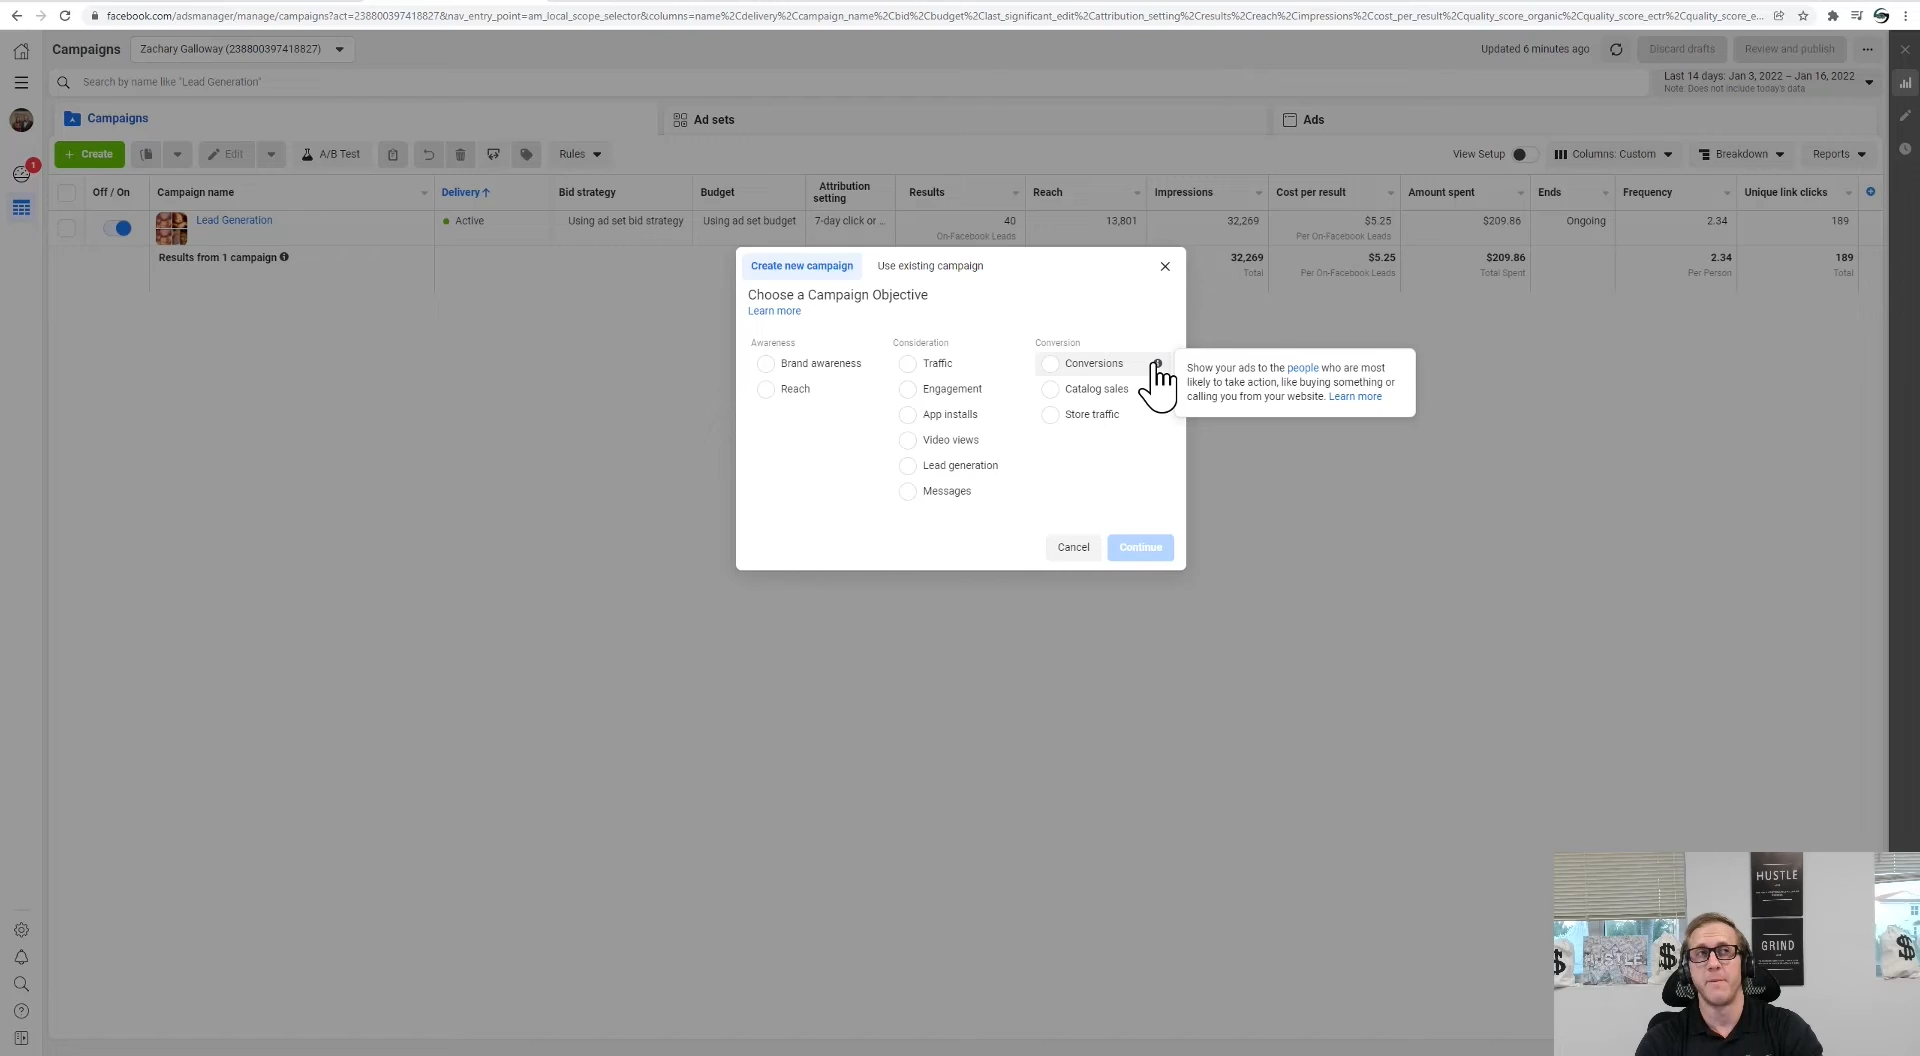 facebook.com/adsmanager/manage/campaigns?act=238800397418827&nav_entry_point=am_local_scope_selector&columns=name%2Cdelivery%2Ccampaign_name%2Cbid%2Cbudget%2Clast_significant_edit%2Cattribution_setting%2Cresults%2Creach%2Cimpressions%2Ccost_per_result%2Cquality_score_organic%2Cquality_score_ectr%2Cquality_score_e...
Campaigns
Zachary Galloway (238800397418827)
Updated 6 minutes ago
Discard drafts
Review and publish
Search by name like "Lead Generation"
Last 14 days: Jan 3, 2022 – Jan 16, 2022
Note: Does not include today's data
Campaigns
Ad sets
Ads
1
+ Create
Edit
A/B Test
Rules
View Setup
Columns: Custom
Breakdown
Reports
Off / On
Campaign name
Delivery ↑
Bid strategy
Budget
Attribution setting
Results
Reach
Impressions
Cost per result
Amount spent
Ends
Frequency
Unique link clicks
Lead Generation
Active
Using ad set bid strategy
Using ad set budget
7-day click or ...
40
On-Facebook Leads
13,801
32,269
$5.25
Per On-Facebook Leads
$209.86
Ongoing
2.34
189
Results from 1 campaign
32,269
Total
$5.25
Per On-Facebook Leads
$209.86
Total Spent
2.34
Per Person
189
Total
Create new campaign
Use existing campaign
Choose a Campaign Objective
Learn more
Awareness
Brand awareness
Reach
Consideration
Traffic
Engagement
App installs
Video views
Lead generation
Messages
Conversion
Conversions
Catalog sales
Store traffic
Show your ads to the people who are most
likely to take action, like buying something or
calling you from your website. Learn more
Cancel
Continue
HUSTLE
GRIND
HUSTLE
$
$
$